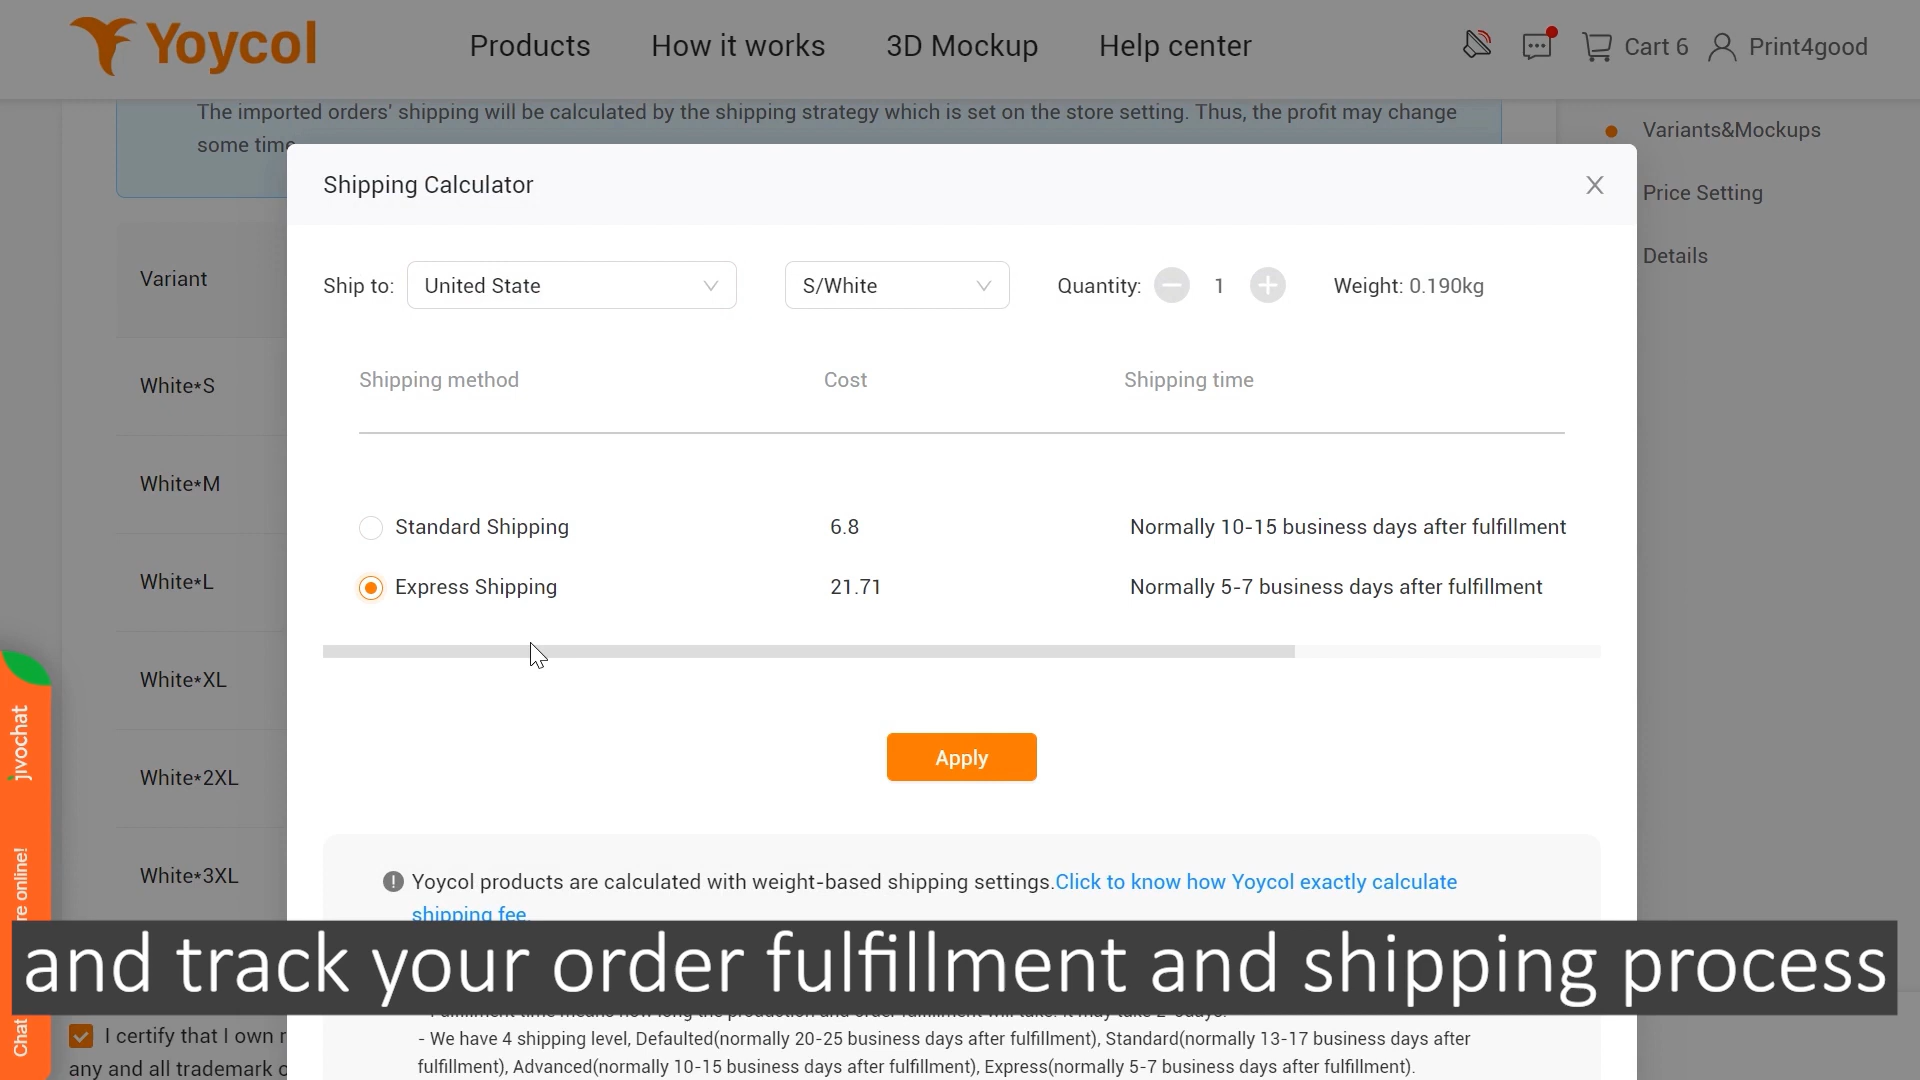 Yoycol
Products
How it works
3D Mockup
Help center
Cart 6
Print4good
The imported orders' shipping will be calculated by the shipping strategy which is set on the store setting. Thus, the profit may change
some time
Variants&Mockups
Price Setting
Details
Shipping Calculator
Ship to:
United State
S/White
Quantity:
1
Weight: 0.190kg
Shipping method
Cost
Shipping time
Standard Shipping
6.8
Normally 10-15 business days after fulfillment
Express Shipping
21.71
Normally 5-7 business days after fulfillment
Apply
Variant
White*S
White*M
White*L
White*XL
White*2XL
White*3XL
jivochat
re online!
Chat
Yoycol products are calculated with weight-based shipping settings.Click to know how Yoycol exactly calculate
shipping fee.
and track your order fulfillment and shipping process
- We have 4 shipping level, Defaulted(normally 20-25 business days after fulfillment), Standard(normally 13-17 business days after
fulfillment), Advanced(normally 10-15 business days after fulfillment), Express(normally 5-7 business days after fulfillment).
I certify that I own
any and all trademark